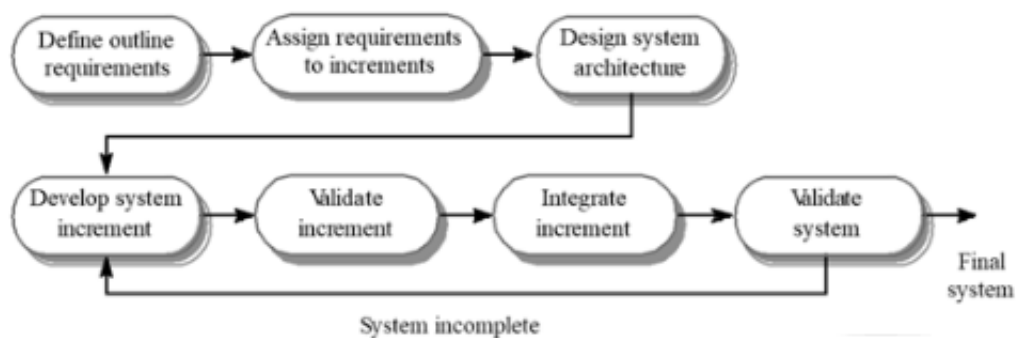 Define outline
requirements
Assign requirements
to increments
Design system
architecture
Develop system
increment
Validate
increment
Integrate
increment
Validate
system
Final
system
System incomplete